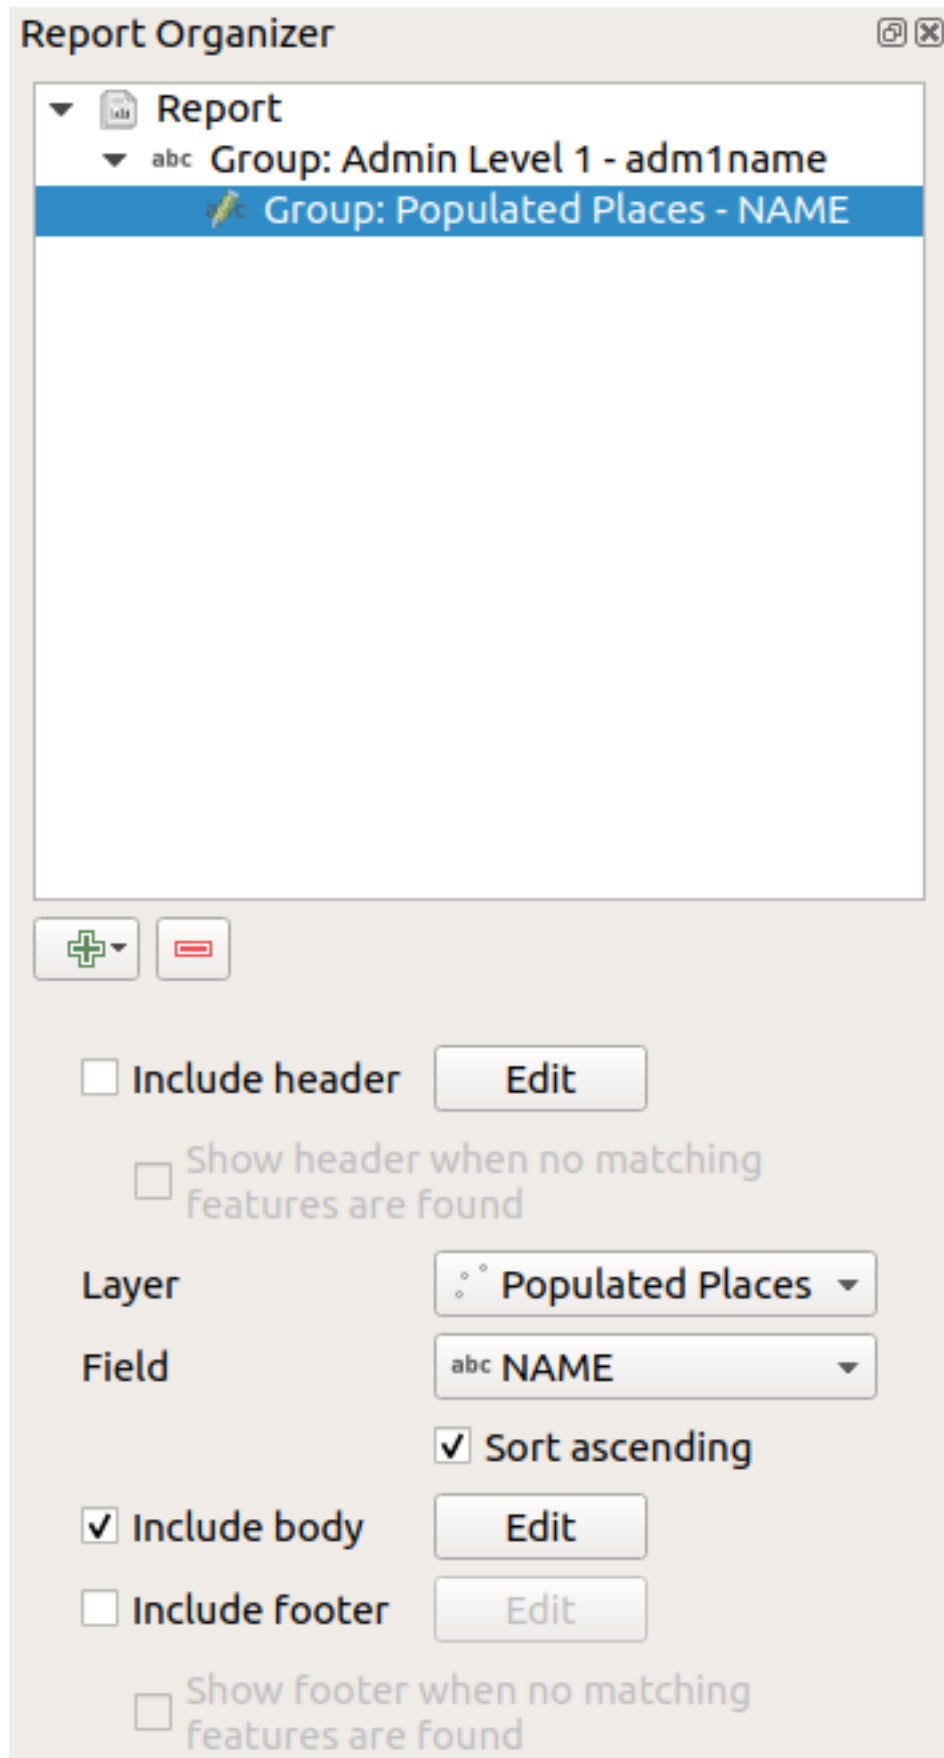 Report Organizer
Report
abc Group: Admin Level 1 - adm1name
Group: Populated Places - NAME
Include header Edit
Show header when no matching
features are found
Layer Populated Places
Field abc NAME
Sort ascending
Include body Edit
Include footer Edit
Show footer when no matching
features are found